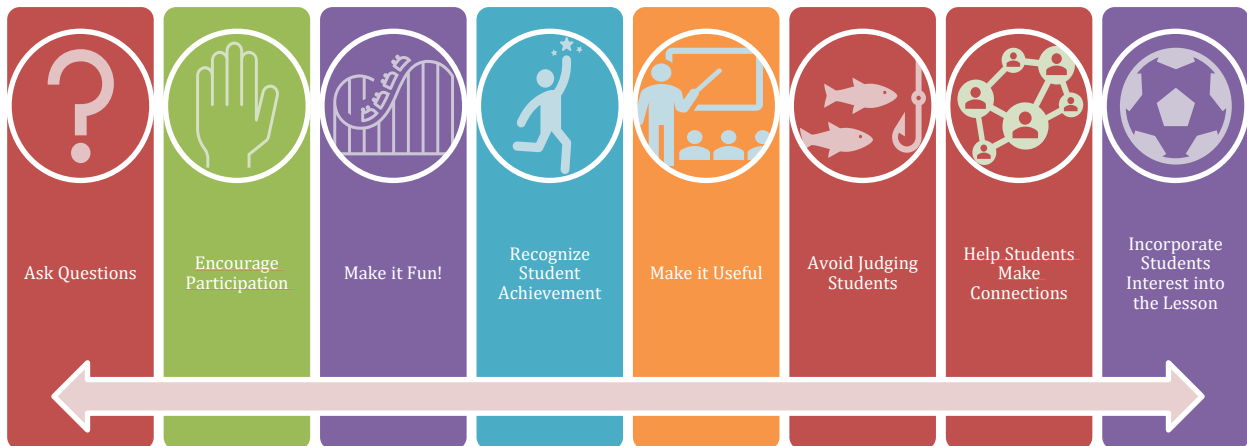 Ask Questions
Encourage
Participation
Make it Fun!
Recognize
Student
Achievement
Make it Useful
Avoid Judging
Students
Help Students
Make
Connections
Incorporate
Students
Interest into
the Lesson